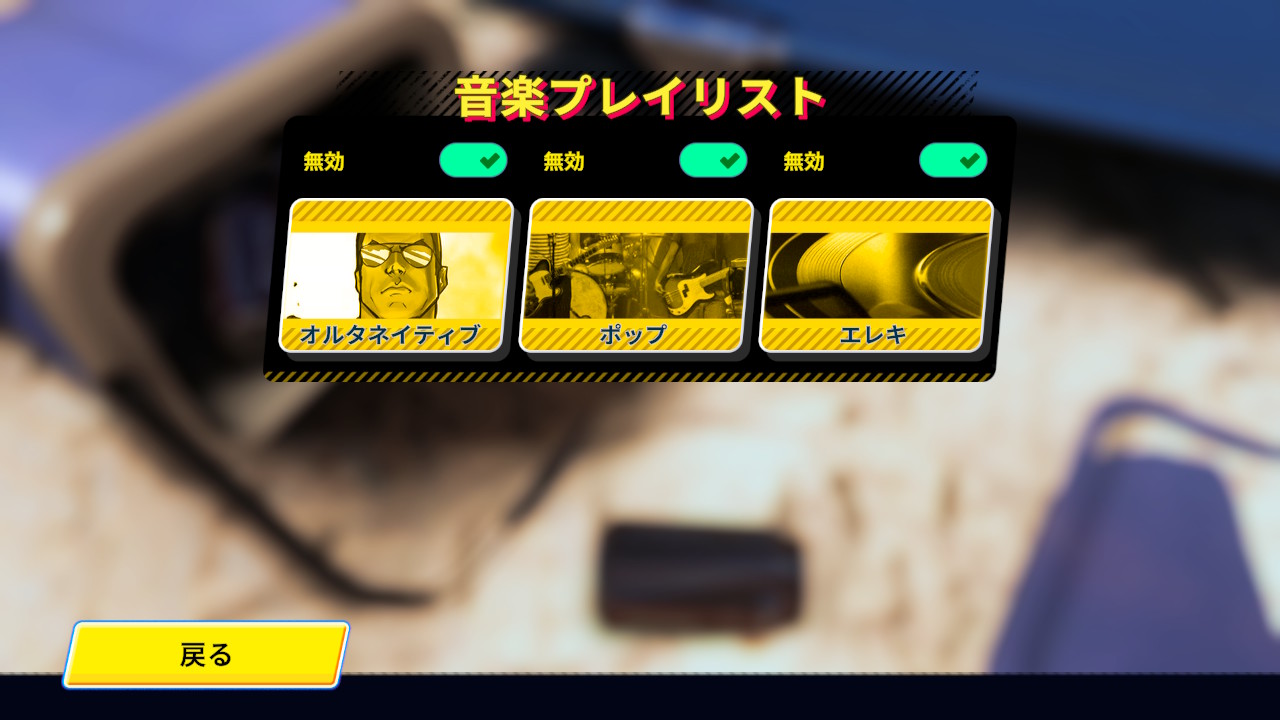 音楽プレイリスト
無効
無効
無効
オルタネイティブ
ポップ
エレキ
戻る